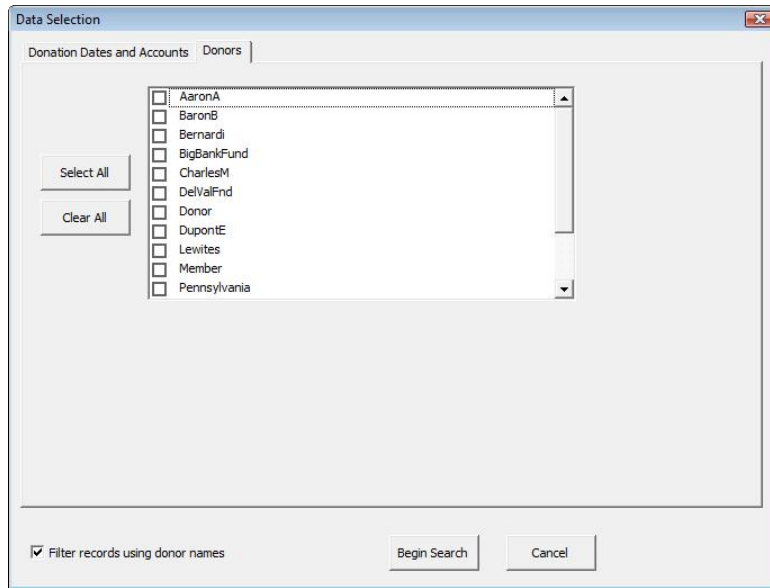 Data Selection
Donation Dates and Accounts Donors
AaronA
BaronB
Bernardi
BigBankFund
Select All
CharlesM
DelValFnd
Clear All
Donor
DupontE
Lewites
Member
Pennsylvania
Filter records using donor names Begin Search Cancel